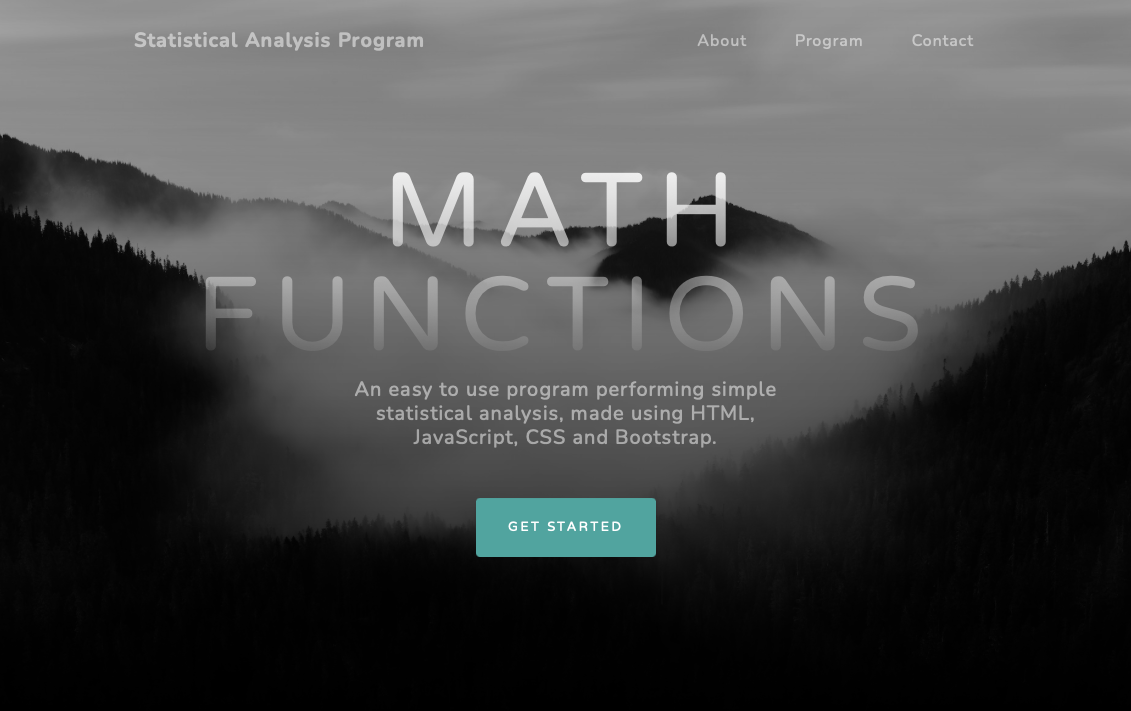 Statistical Analysis Program
About Program Contact
MATH
FUNCTIONS
An easy to use program performing simple
statistical analysis, made using HTML,
JavaScript, CSS and Bootstrap.
GET STARTED